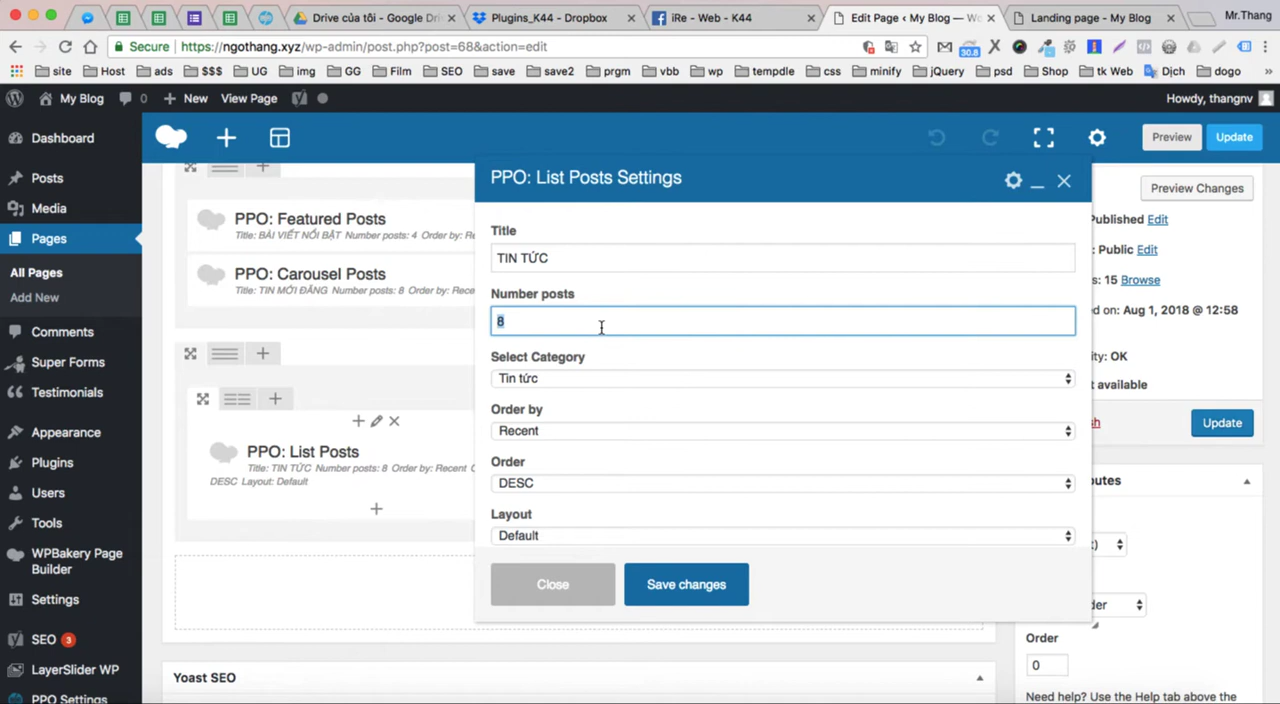 Drive của tôi - Google Dri
Plugins_K44 - Dropbox
iRe - Web - K44
Edit Page ‹ My Blog — W
Landing page - My Blog
Mr.Thang
Secure
https://ngothang.xyz/wp-admin/post.php?post=68&action=edit
30.8
site
Host
ads
$$$
UG
img
GG
Film
SEO
save
save2
prgm
vbb
wp
tempdle
css
minify
jQuery
psd
Shop
tk Web
Dịch
dogo
»
My Blog
0
New
View Page
Howdy, thangnv
Dashboard
Posts
Media
Pages
All Pages
Add New
Comments
Super Forms
Testimonials
Appearance
Plugins
Users
Tools
WPBakery Page
Builder
Settings
SEO 3
LayerSlider WP
PPO Settings
Preview
Update
PPO: Featured Posts
Title: BÀI VIẾT NỔI BẬT Number posts: 4 Order by: Re
PPO: Carousel Posts
Title: TIN MỚI ĐĂNG Number posts: 8 Order by: Rece
PPO: List Posts
Title: TIN TỨC Number posts: 8 Order by: Recent
DESC Layout: Default
Yoast SEO
PPO: List Posts Settings
Title
TIN TỨC
Number posts
8
Select Category
Tin tức
Order by
Recent
Order
DESC
Layout
Default
Close
Save changes
Preview Changes
Published Edit
: Public Edit
s: 15 Browse
ed on: Aug 1, 2018 @ 12:58
ity: OK
t available
sh
Update
butes
der
Order
0
Need help? Use the Help tab above the